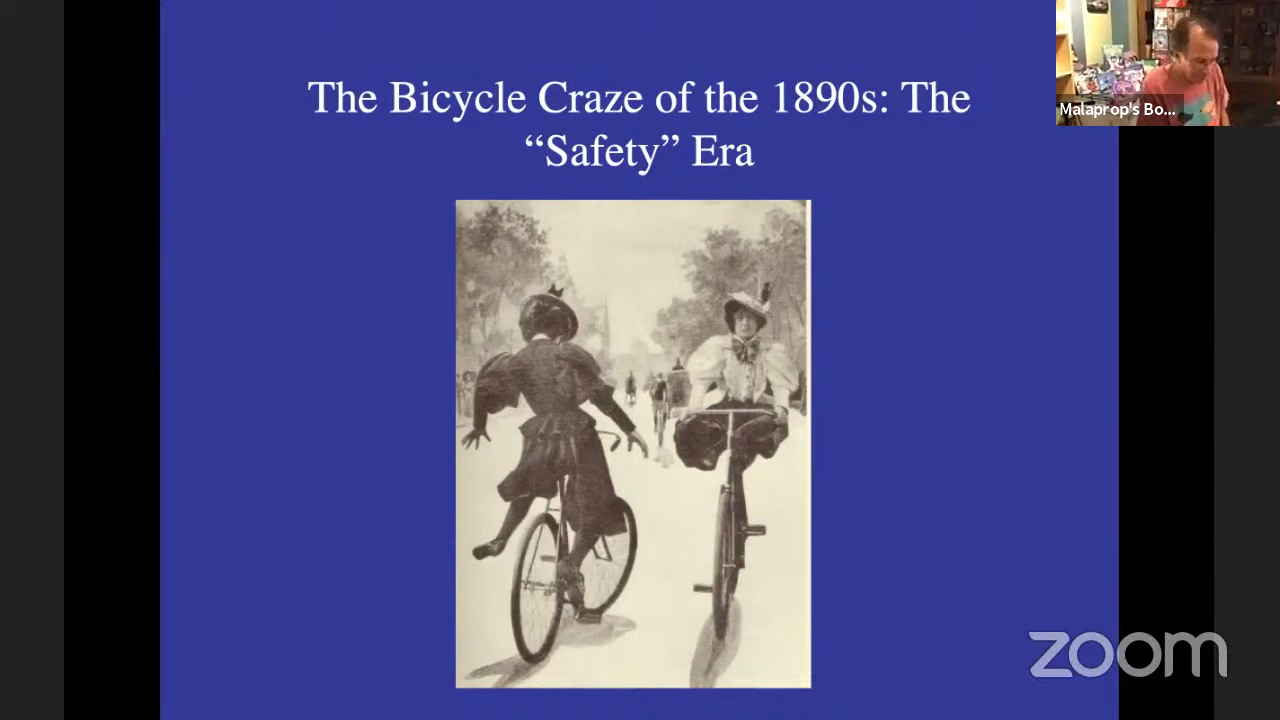 The Bicycle Craze of the 1890s: The
“Safety” Era
Malaprop's Bo...
zoom